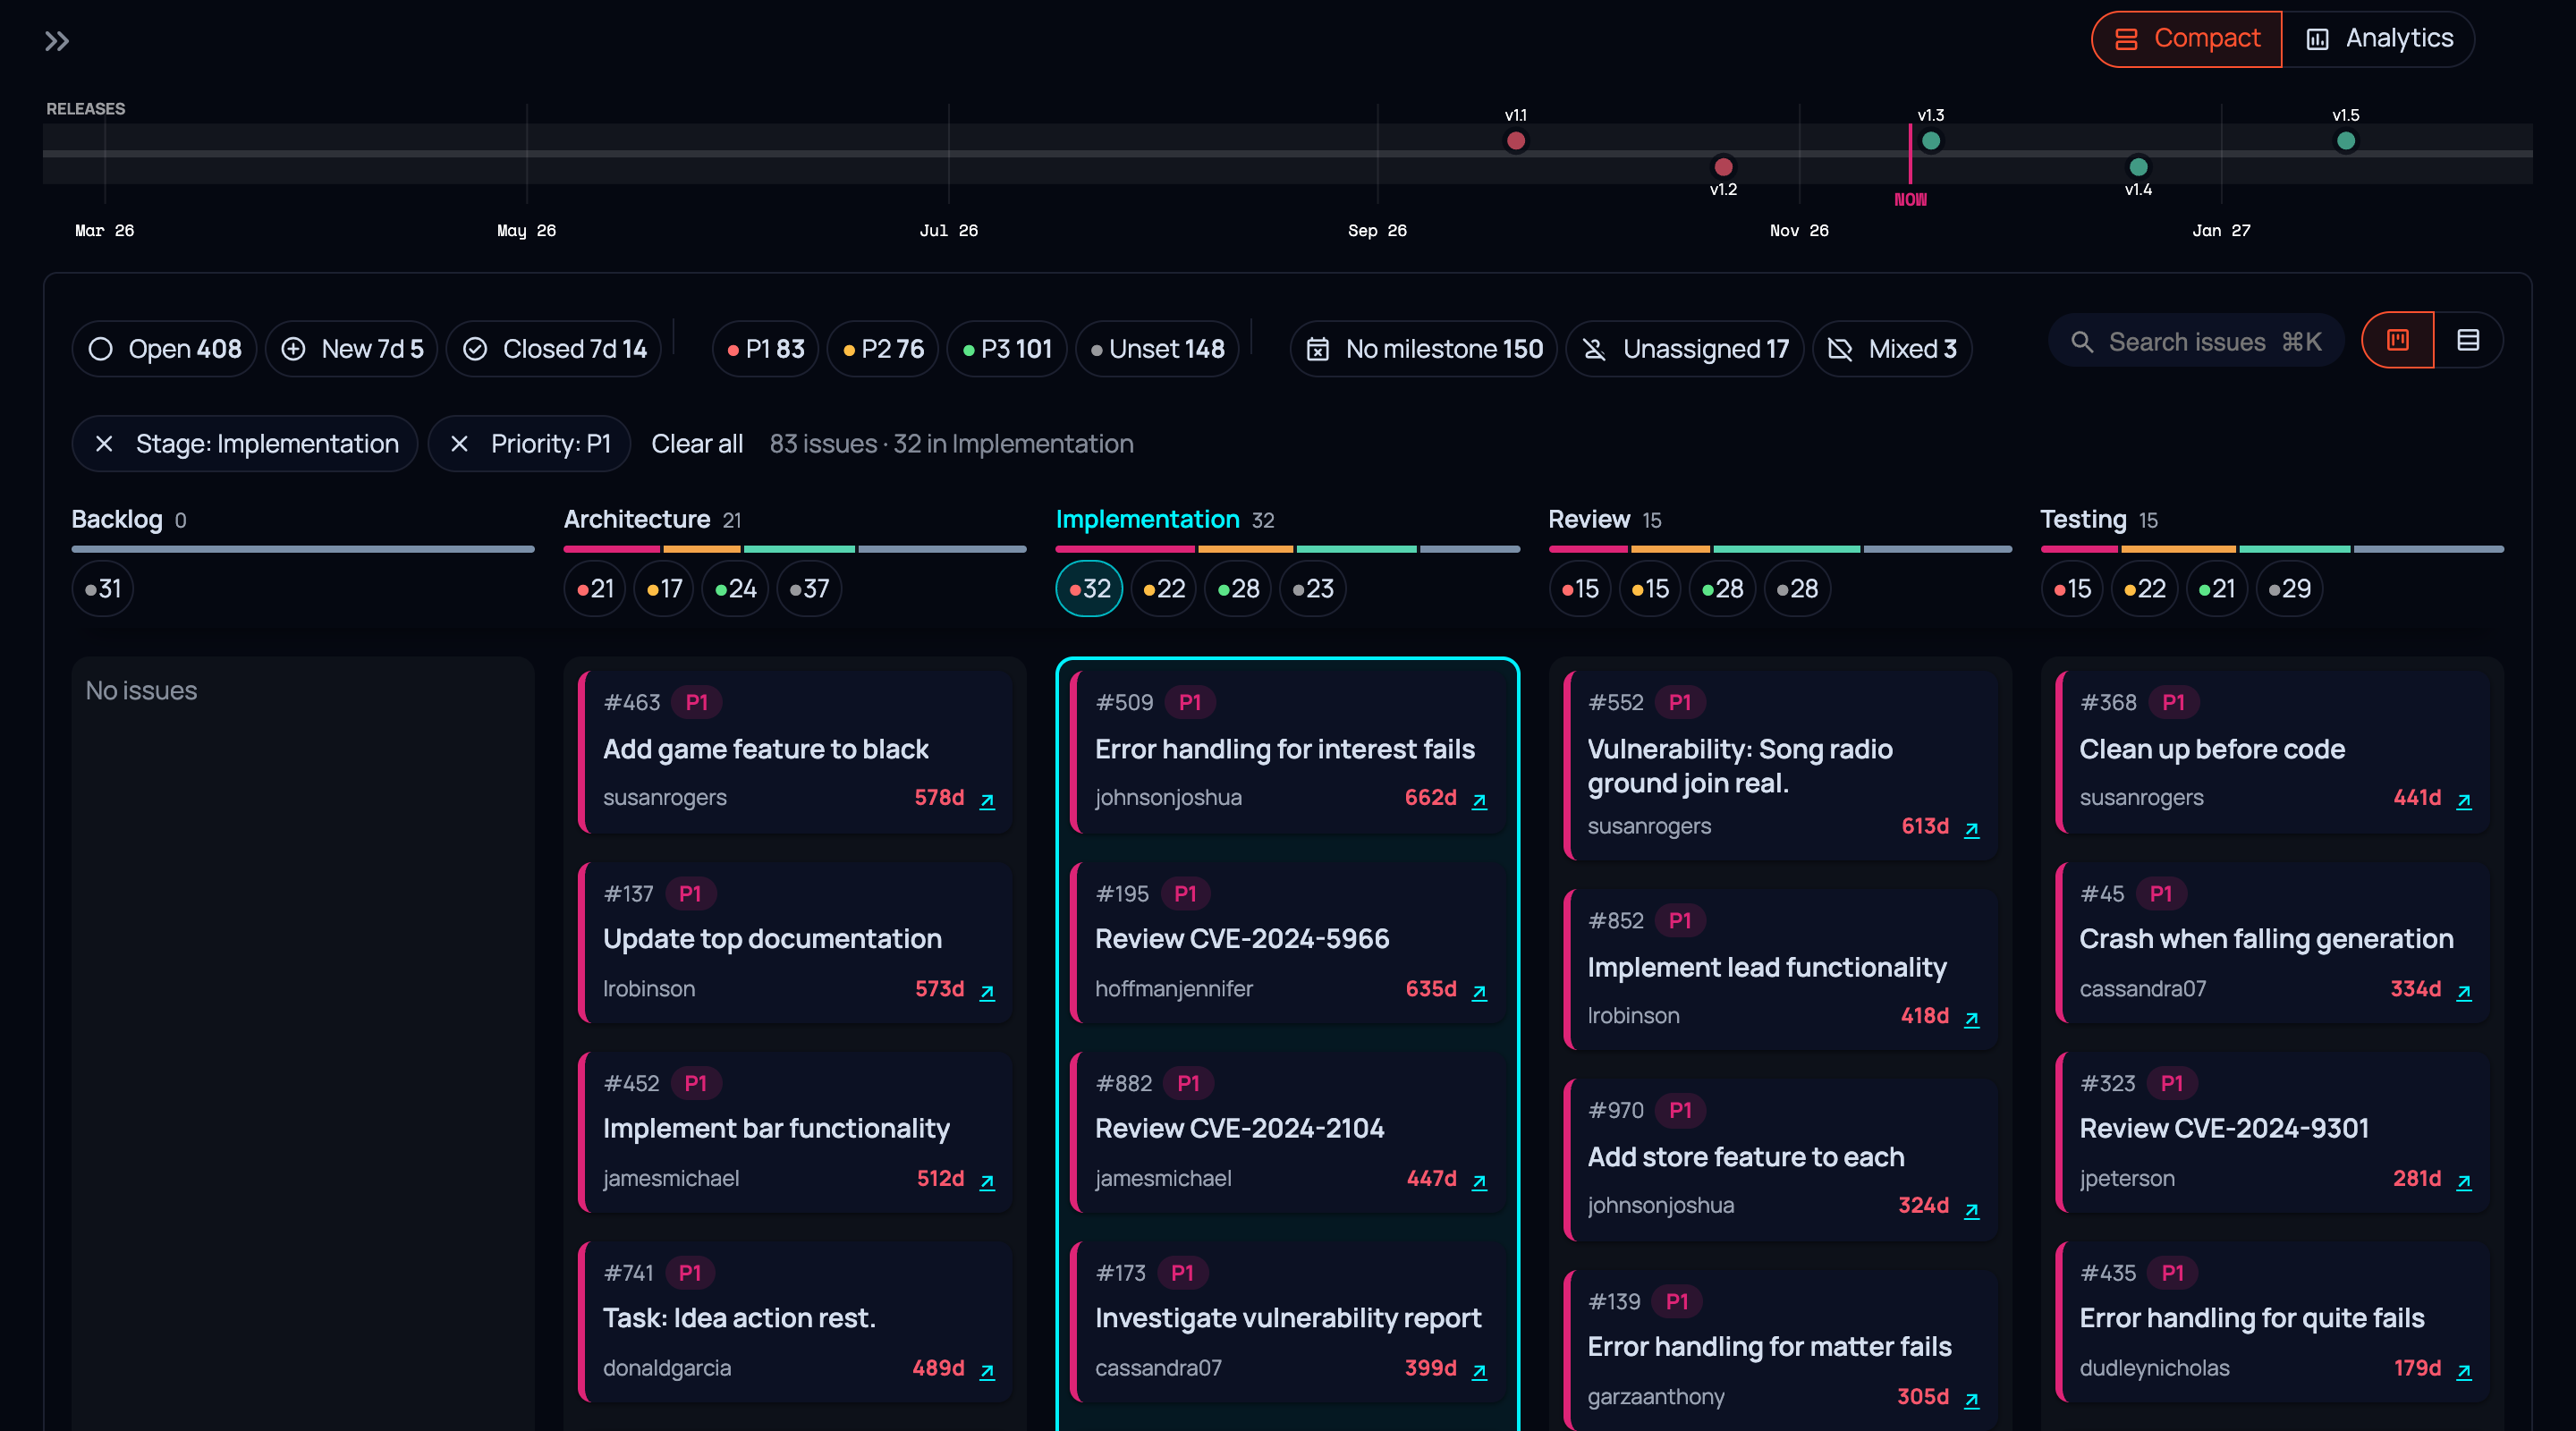 Compact
Analytics
RELEASES
v1.1
v1.3
v1.5
v1.2
v1.4
NOW
Mar 26
May 26
Jul 26
Sep 26
Nov 26
Jan 27
Open 408
New 7d 5
Closed 7d 14
P1 83
P2 76
P3 101
Unset 148
No milestone 150
Unassigned 17
Mixed 3
Search issues ⌘K
Stage: Implementation
Priority: P1
Clear all
83 issues · 32 in Implementation
Backlog 0
31
No issues
Architecture 21
21 17 24 37
#463 P1
Add game feature to black
susanrogers 578d
#137 P1
Update top documentation
lrobinson 573d
#452 P1
Implement bar functionality
jamesmichael 512d
#741 P1
Task: Idea action rest.
donaldgarcia 489d
Implementation 32
32 22 28 23
#509 P1
Error handling for interest fails
johnsonjoshua 662d
#195 P1
Review CVE-2024-5966
hoffmanjennifer 635d
#882 P1
Review CVE-2024-2104
jamesmichael 447d
#173 P1
Investigate vulnerability report
cassandra07 399d
Review 15
15 15 28 28
#552 P1
Vulnerability: Song radio
ground join real.
susanrogers 613d
#852 P1
Implement lead functionality
lrobinson 418d
#970 P1
Add store feature to each
johnsonjoshua 324d
#139 P1
Error handling for matter fails
garzaanthony 305d
Testing 15
15 22 21 29
#368 P1
Clean up before code
susanrogers 441d
#45 P1
Crash when falling generation
cassandra07 334d
#323 P1
Review CVE-2024-9301
jpeterson 281d
#435 P1
Error handling for quite fails
dudleynicholas 179d